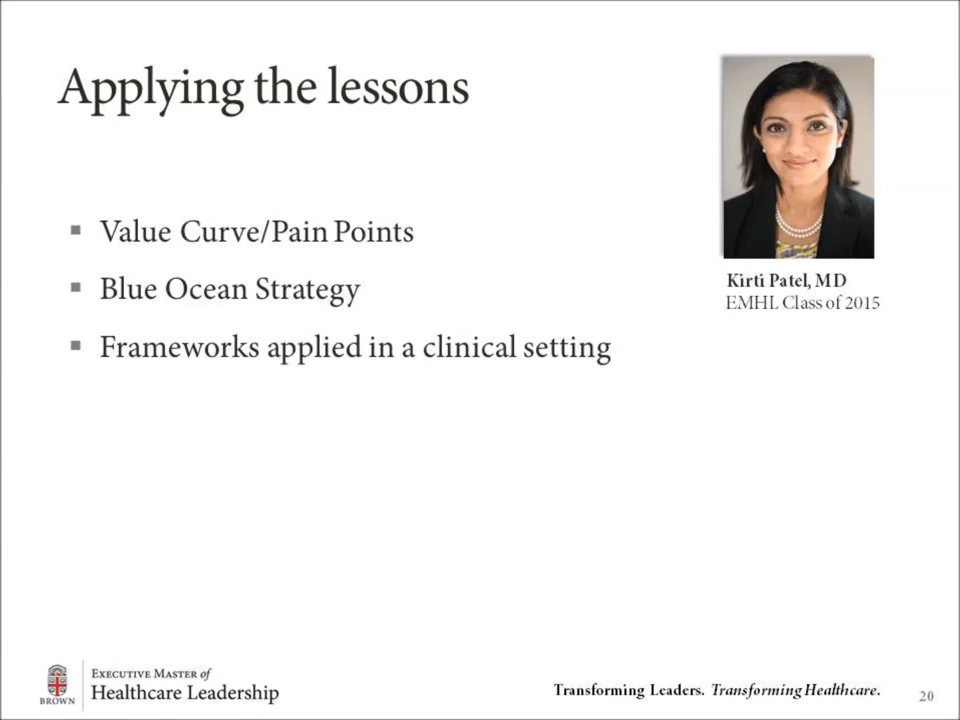 Applying the lessons
Value Curve/Pain Points
Blue Ocean Strategy
Frameworks applied in a clinical setting
Kirti Patel, MD
EMHL Class of 2015
BROWN
Executive Master of
Healthcare Leadership
Transforming Leaders. Transforming Healthcare.
20